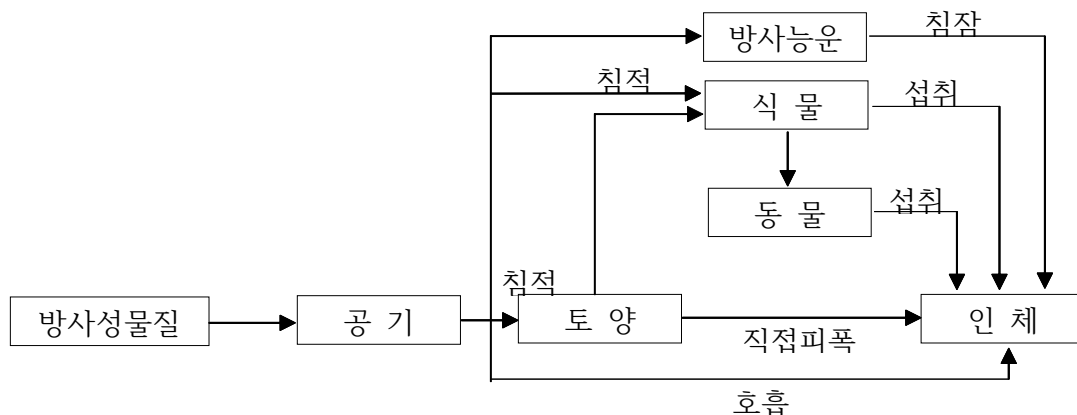 방사능운
침잠
침적
식 물
섭취
동 물
섭취
침적
방사성물질
공 기
토 양
직접피폭
인 체
호흡